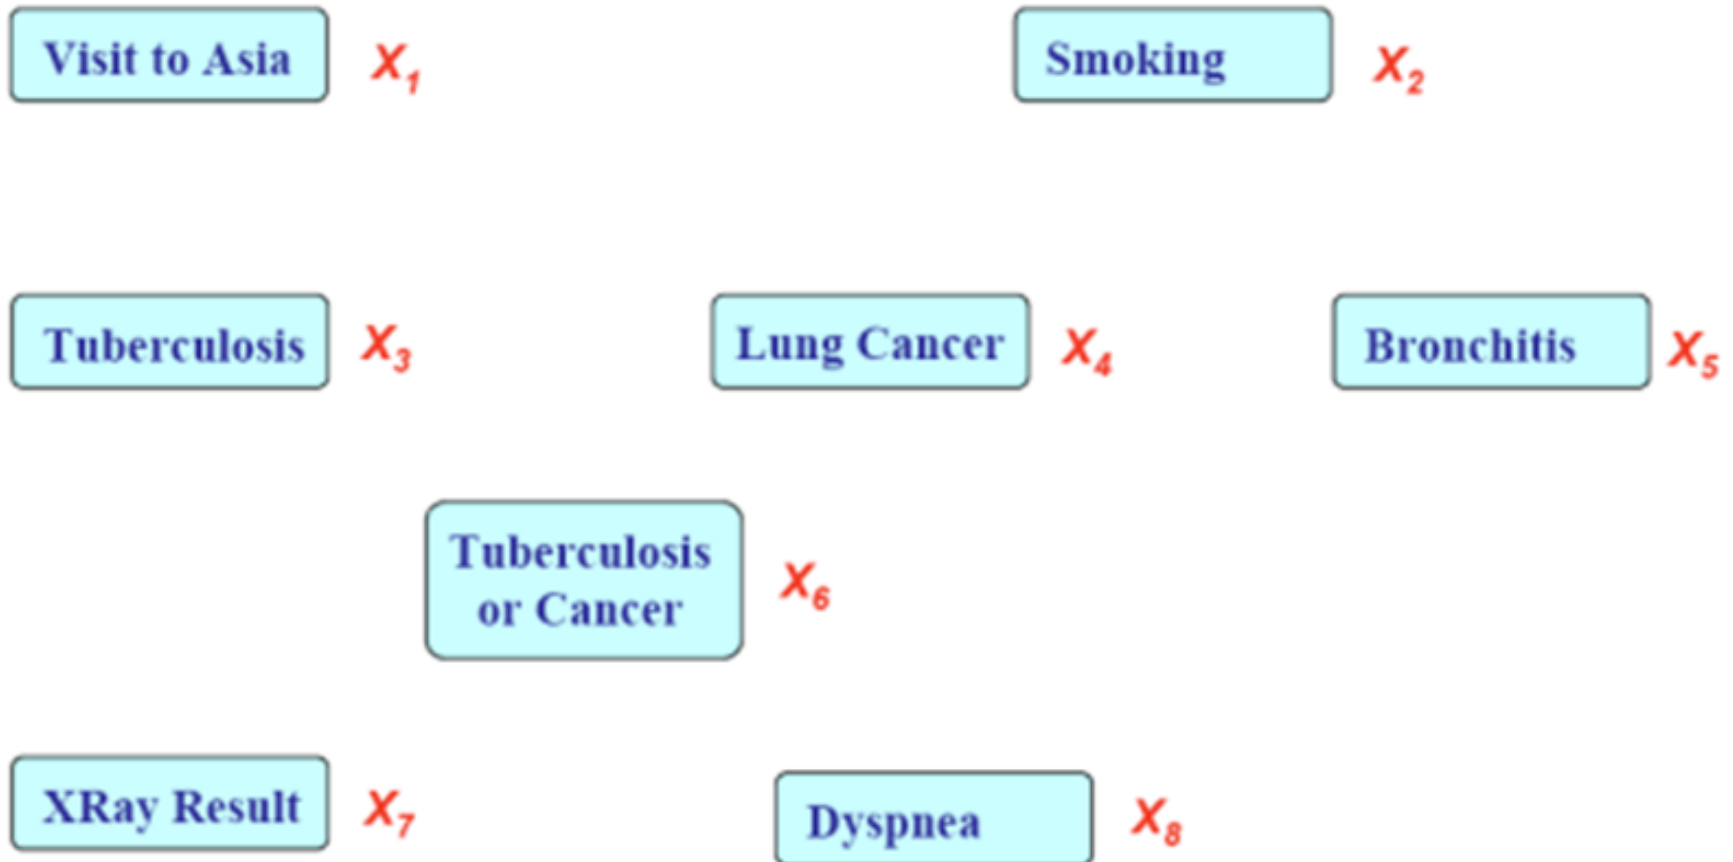 Visit to Asia X₁
Smoking X₂
Tuberculosis X₃
Lung Cancer X₄
Bronchitis X₅
Tuberculosis
or Cancer X₆
XRay Result X₇
Dyspnea X₈